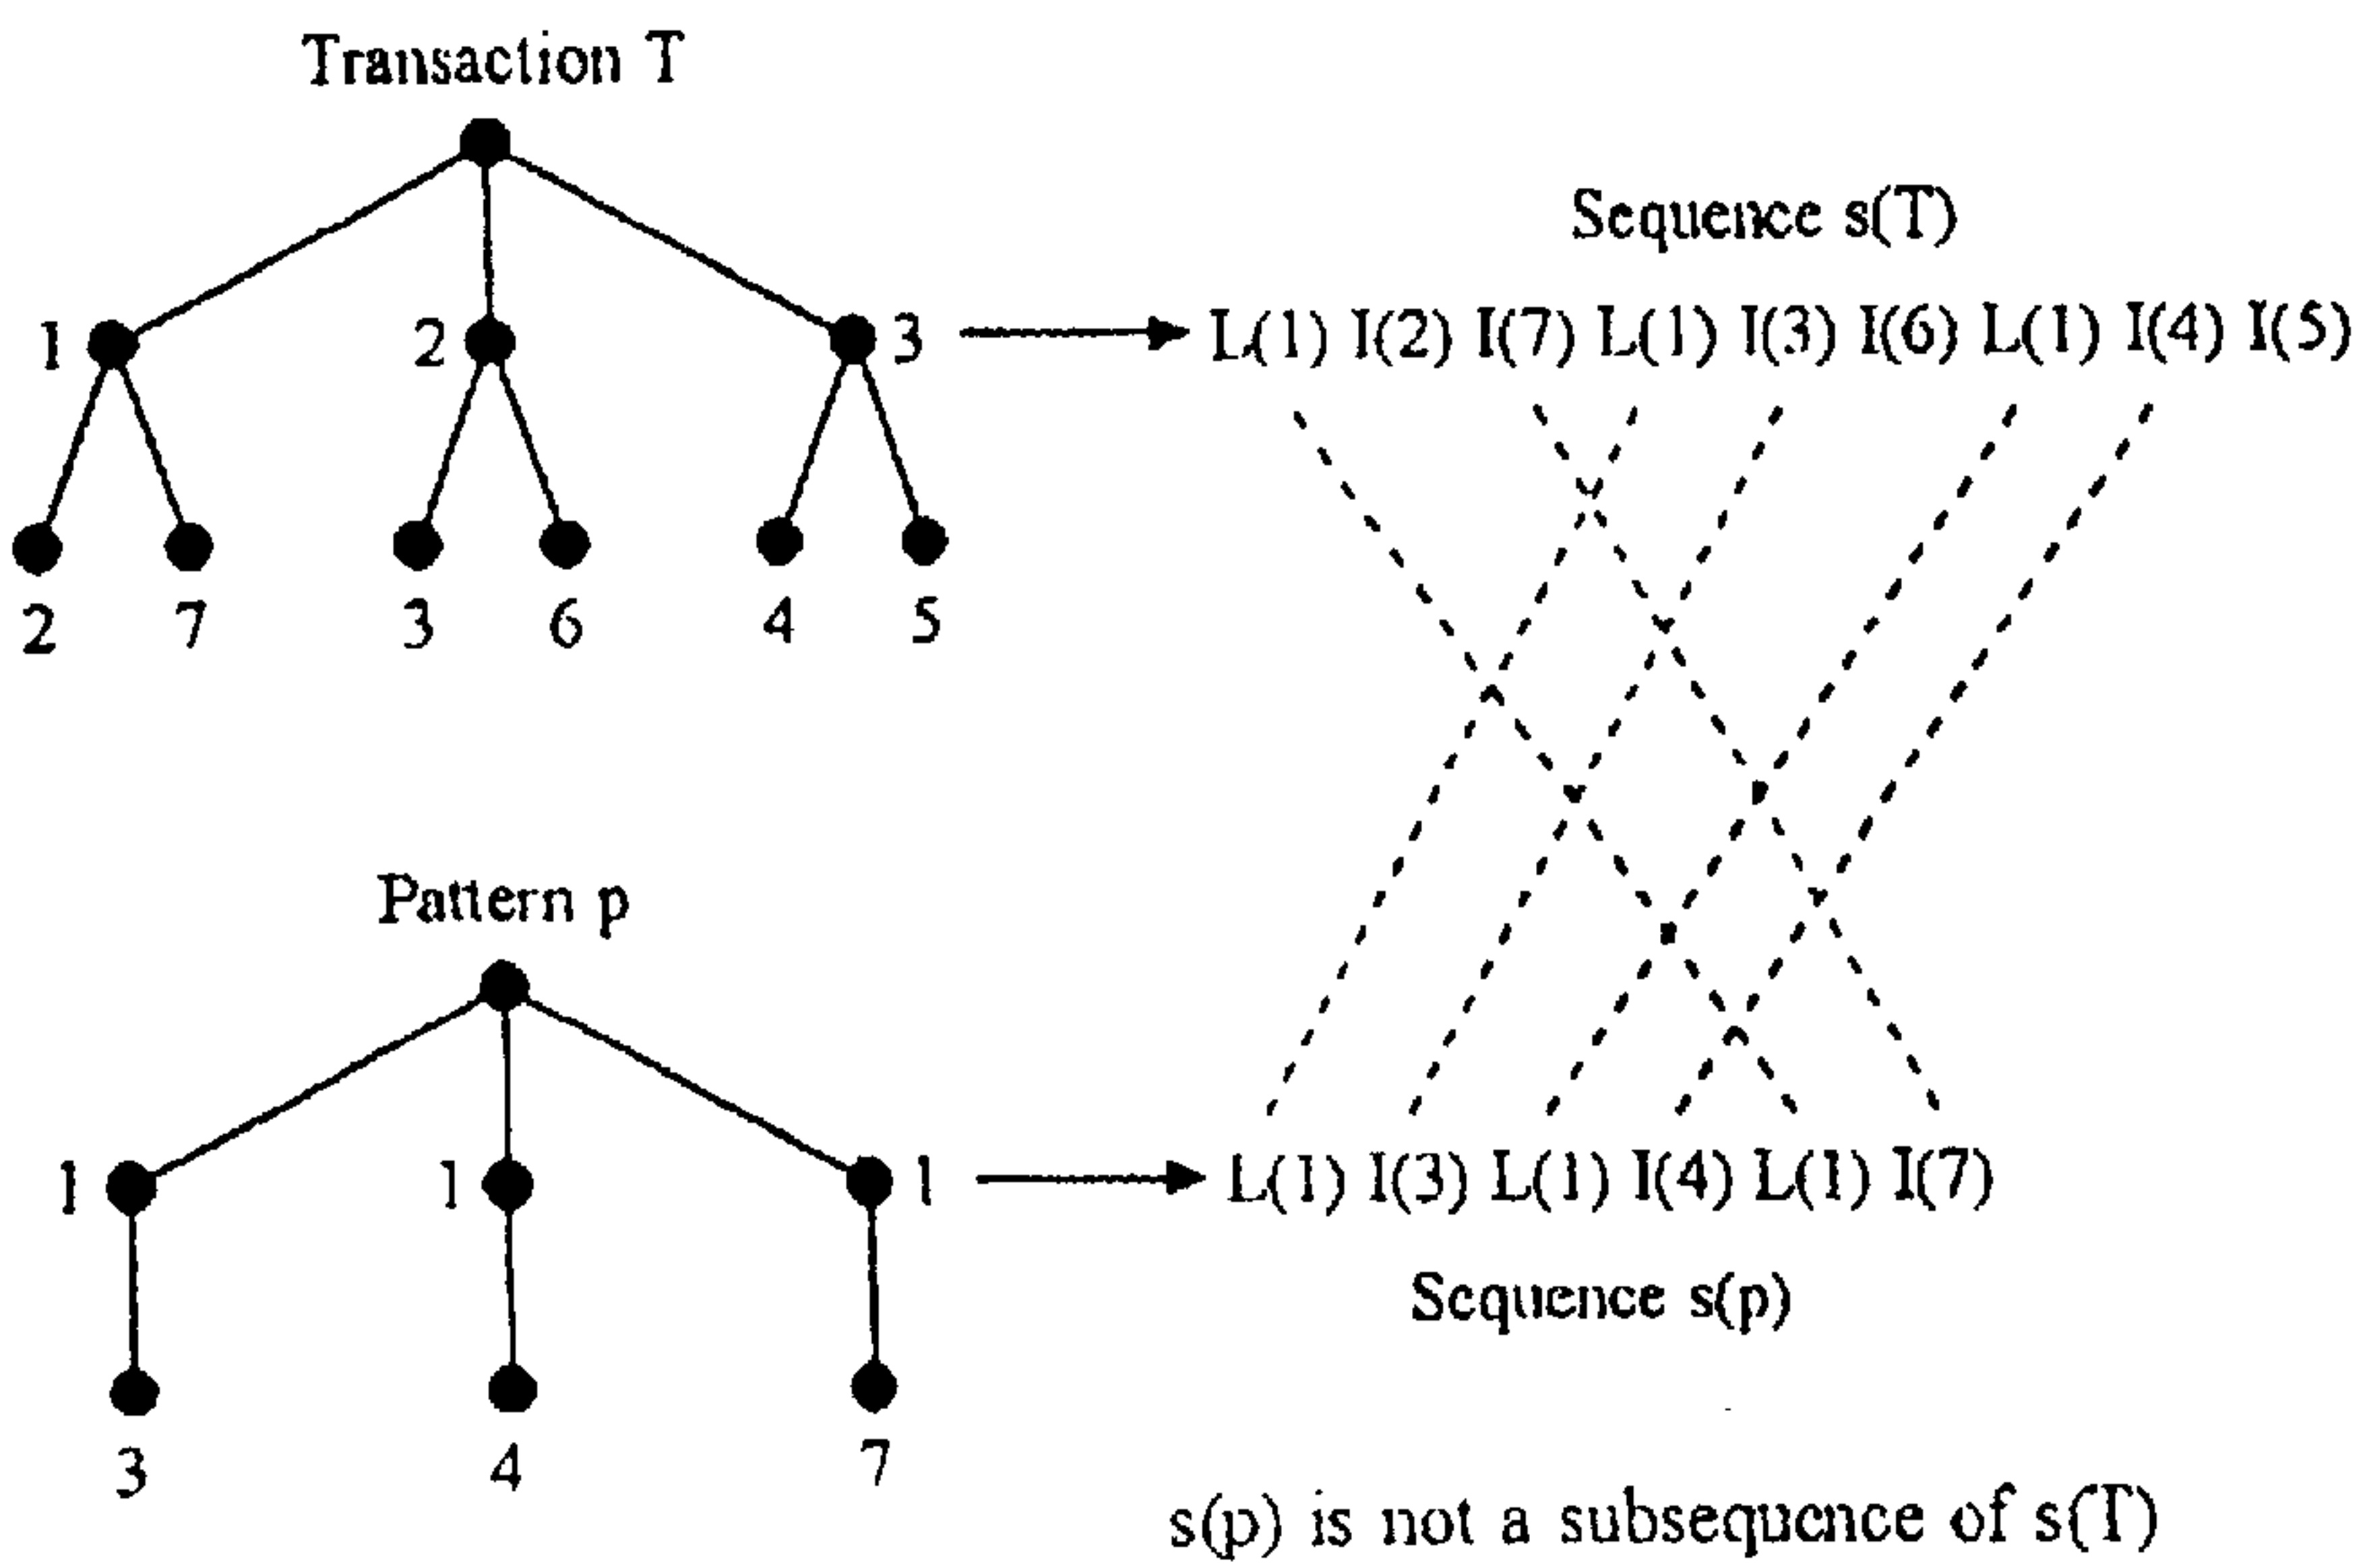 Transaction T
Sequence s(T)
1 2 3 L(1) I(2) I(7) L(1) I(3) I(6) L(1) I(4) I(5)
2 7 3 6 4 5
Pattern p
1 1 1 L(1) I(3) L(1) I(4) L(1) I(7)
Sequence s(p)
3 4 7
s(p) is not a subsequence of s(T)